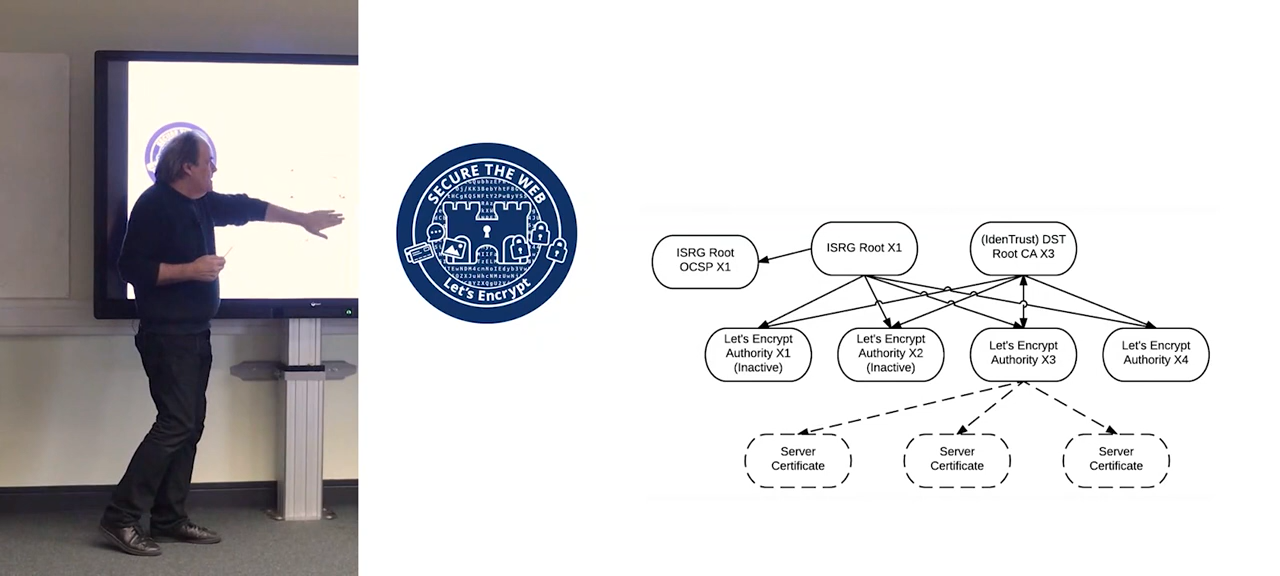 SECURE THE WEB
Let's Encrypt
ISRG Root
OCSP X1
ISRG Root X1
(IdenTrust) DST
Root CA X3
Let's Encrypt
Authority X1
(Inactive)
Let's Encrypt
Authority X2
(Inactive)
Let's Encrypt
Authority X3
Let's Encrypt
Authority X4
Server
Certificate
Server
Certificate
Server
Certificate